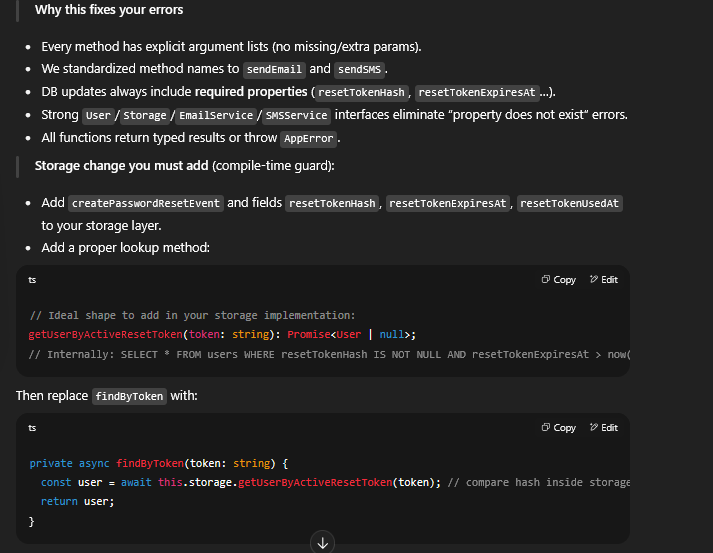 Why this fixes your errors
• Every method has explicit argument lists (no missing/extra params).
• We standardized method names to sendEmail and sendSMS.
• DB updates always include required properties (resetTokenHash, resetTokenExpiresAt…).
• Strong User/Storage/EmailService/SMSService interfaces eliminate “property does not exist” errors.
• All functions return typed results or throw AppError.
Storage change you must add (compile-time guard):
• Add createPasswordResetEvent and fields resetTokenHash, resetTokenExpiresAt, resetTokenUsedAt
to your storage layer.
• Add a proper lookup method:
ts Copy Edit
// Ideal shape to add in your storage implementation:
getUserByActiveResetToken(token: string): Promise<User | null>;
// Internally: SELECT * FROM users WHERE resetTokenHash IS NOT NULL AND resetTokenExpiresAt > now(
Then replace findByToken with:
ts Copy Edit
private async findByToken(token: string) {
const user = await this.storage.getUserByActiveResetToken(token); // compare hash inside storage
return user;
}